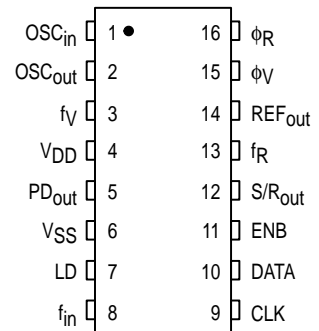 OSCin 1 16 ϕR
OSCout 2 15 ϕV
fV 3 14 REFout
VDD 4 13 fR
PDout 5 12 S/Rout
VSS 6 11 ENB
LD 7 10 DATA
fin 8 9 CLK